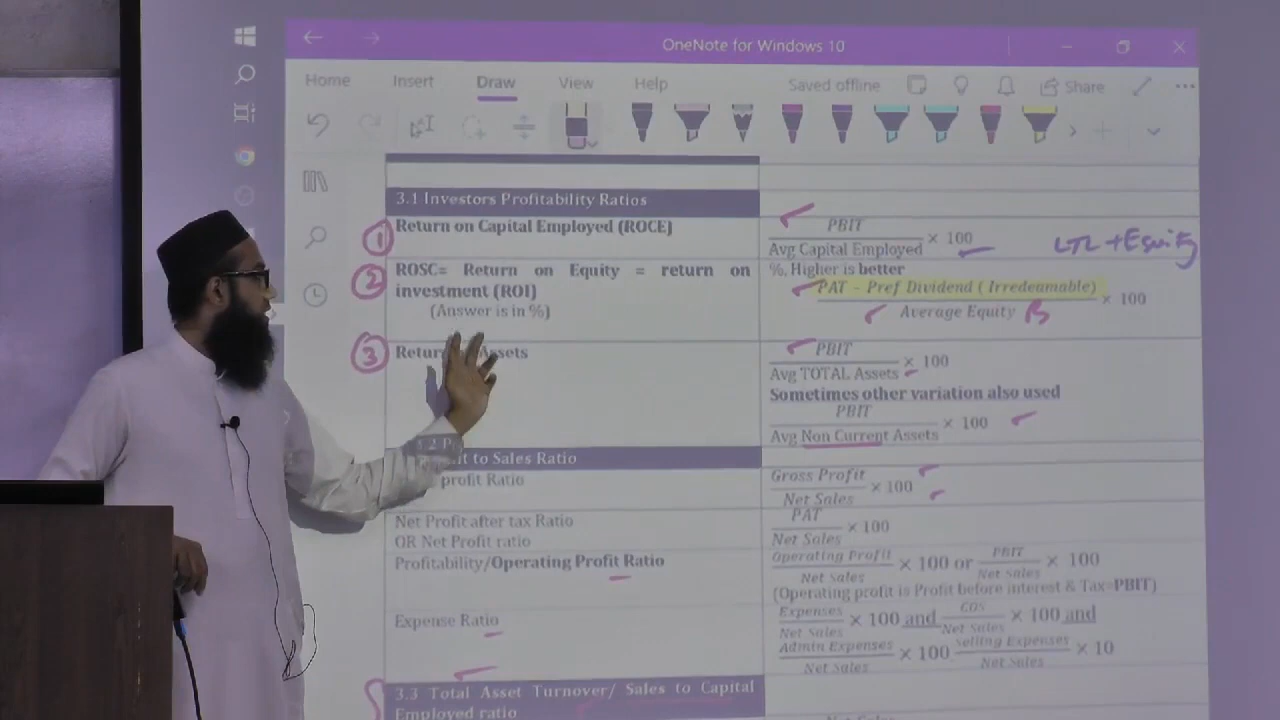 OneNote for Windows 10
Home Insert Draw View Help Saved offline Share
3.1 Investors Profitability Ratios
1 Return on Capital Employed (ROCE)
PBIT
Avg Capital Employed × 100
LTL + Equity
2 ROSC= Return on Equity = return on investment (ROI)
(Answer is in %)
%, Higher is better
PAT – Pref Dividend ( Irredeamable)
Average Equity × 100
3 Assets
PBIT
Avg TOTAL Assets × 100
Sometimes other variation also used
PBIT
Avg Non Current Assets × 100
to Sales Ratio
profit Ratio
Gross Profit
Net Sales × 100
Net Profit after tax Ratio
OR Net Profit ratio
PAT
Net Sales × 100
Profitability/Operating Profit Ratio
Operating Profit
Net Sales × 100 or PBIT
Net Sales × 100
(Operating profit is Profit before interest & Tax=PBIT)
Expense Ratio
Expenses
Net Sales × 100 and COS
Net Sales × 100 and
Admin Expenses
Net Sales × 100 Selling Expenses
Net Sales × 10
3.3 Total Asset Turnover/ Sales to Capital
Employed ratio
Net Sales